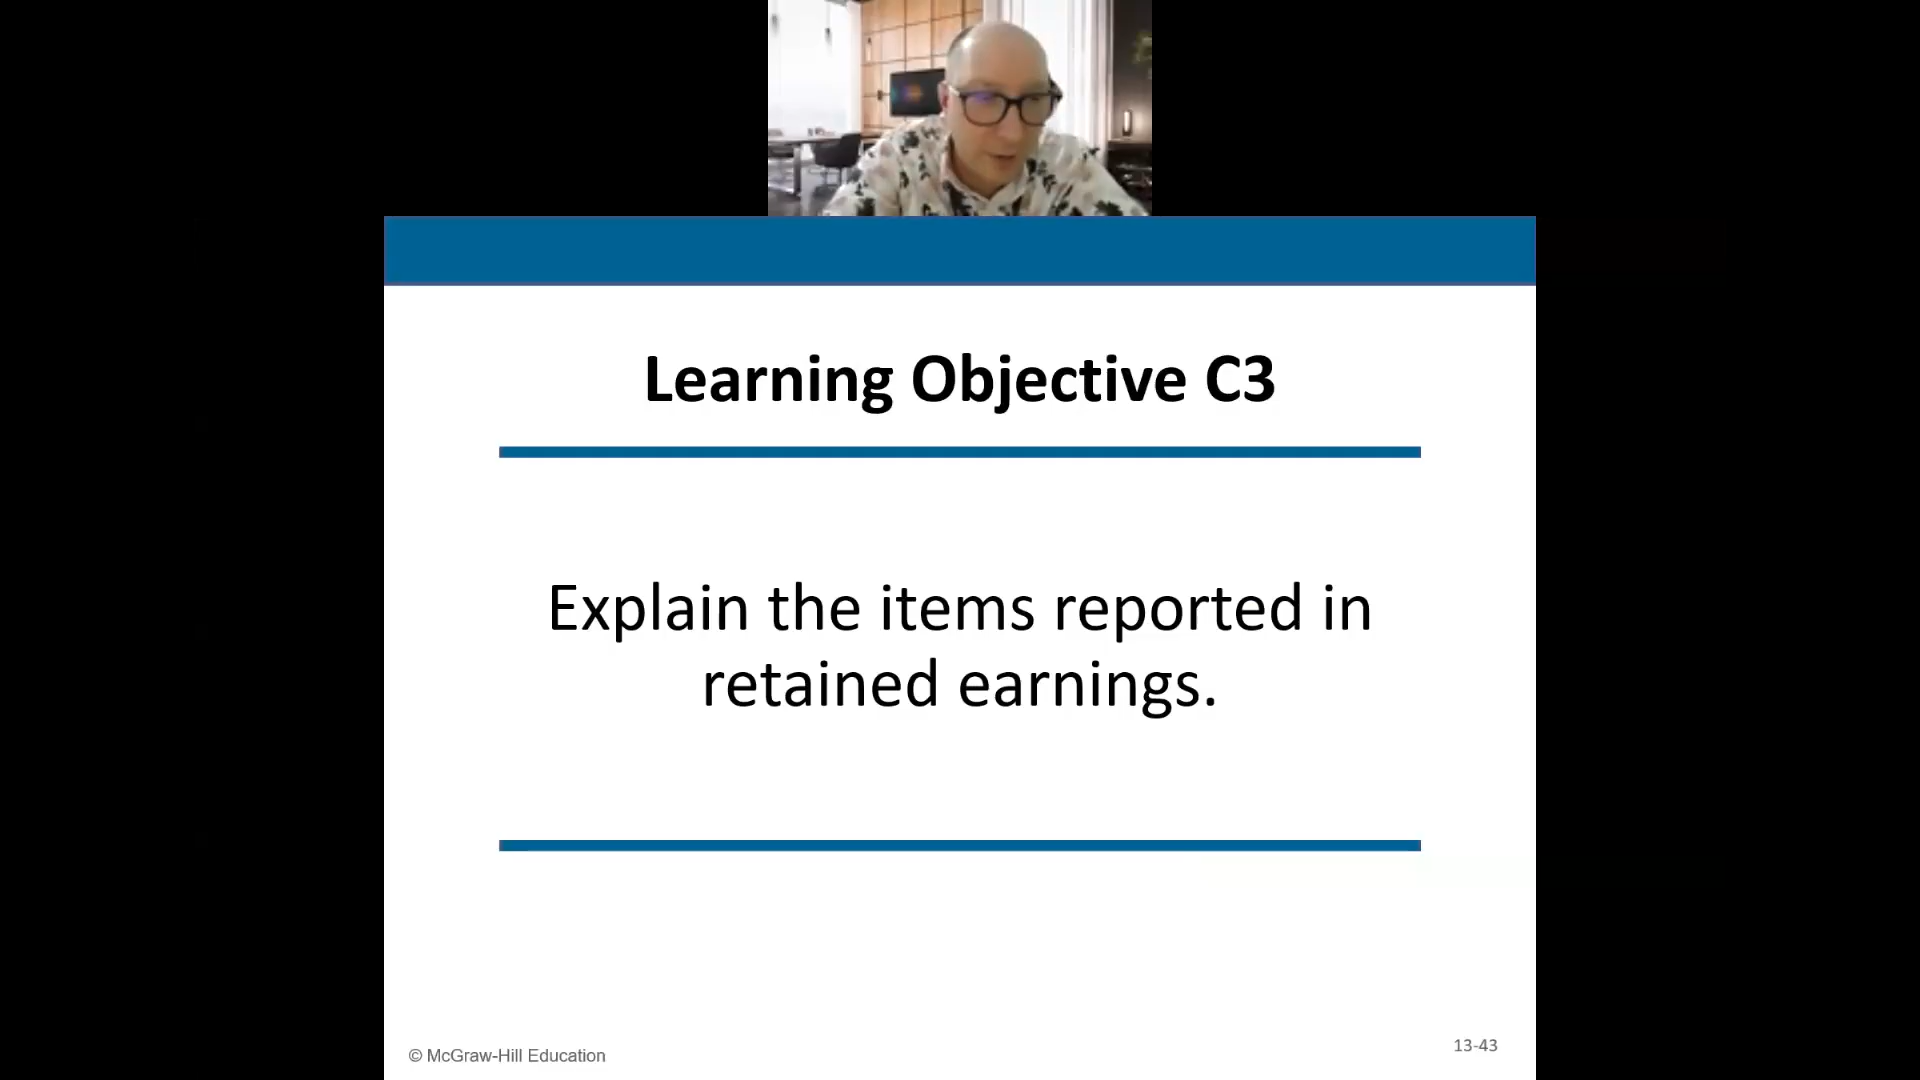 Learning Objective C3
Explain the items reported in
retained earnings.
© McGraw-Hill Education
13-43